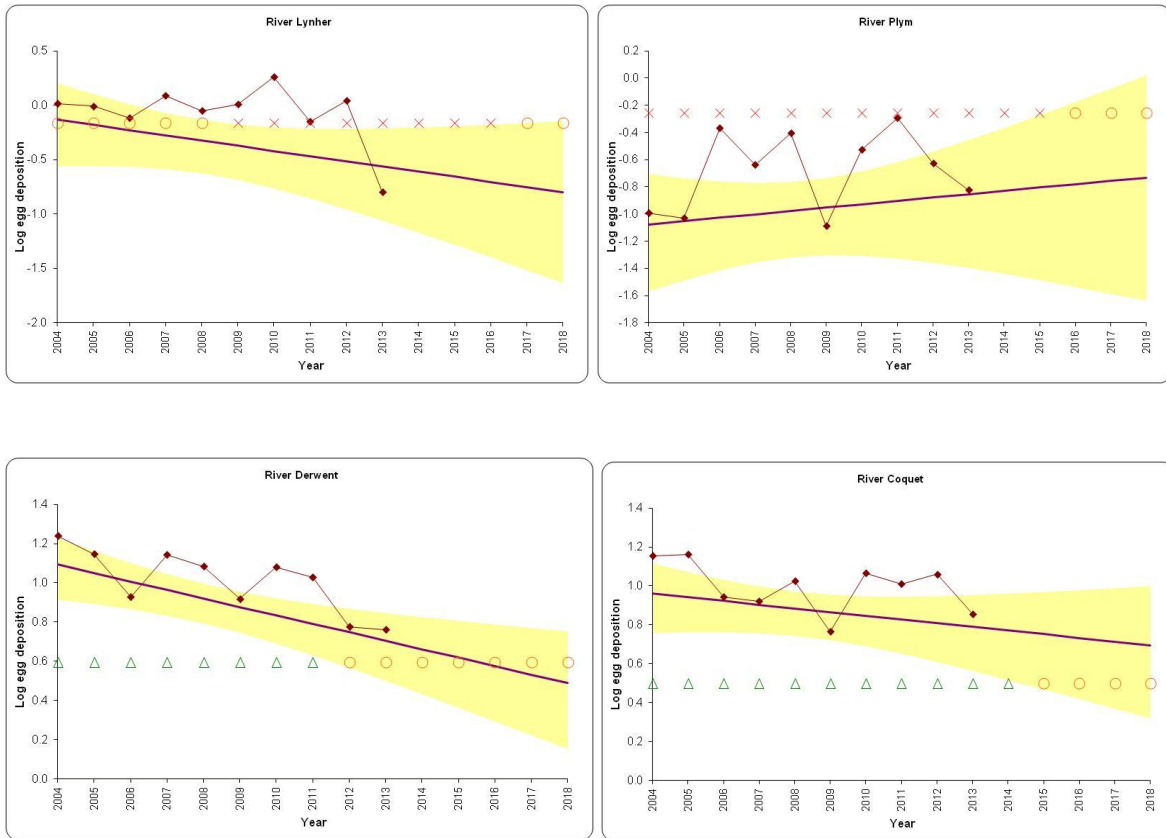 River Lynher
0.5
0.0
-0.5
-1.0
-1.5
-2.0
Log egg deposition
2004 2005 2006 2007 2008 2009 2010 2011 2012 2013 2014 2015 2016 2017 2018
Year
River Plym
0.2
0.0
-0.2
-0.4
-0.6
-0.8
-1.0
-1.2
-1.4
-1.6
-1.8
Log egg deposition
2004 2005 2006 2007 2008 2009 2010 2011 2012 2013 2014 2015 2016 2017 2018
Year
River Derwent
1.4
1.2
1.0
0.8
0.6
0.4
0.2
0.0
Log egg deposition
2004 2005 2006 2007 2008 2009 2010 2011 2012 2013 2014 2015 2016 2017 2018
Year
River Coquet
1.4
1.2
1.0
0.8
0.6
0.4
0.2
0.0
Log egg deposition
2004 2005 2006 2007 2008 2009 2010 2011 2012 2013 2014 2015 2016 2017 2018
Year